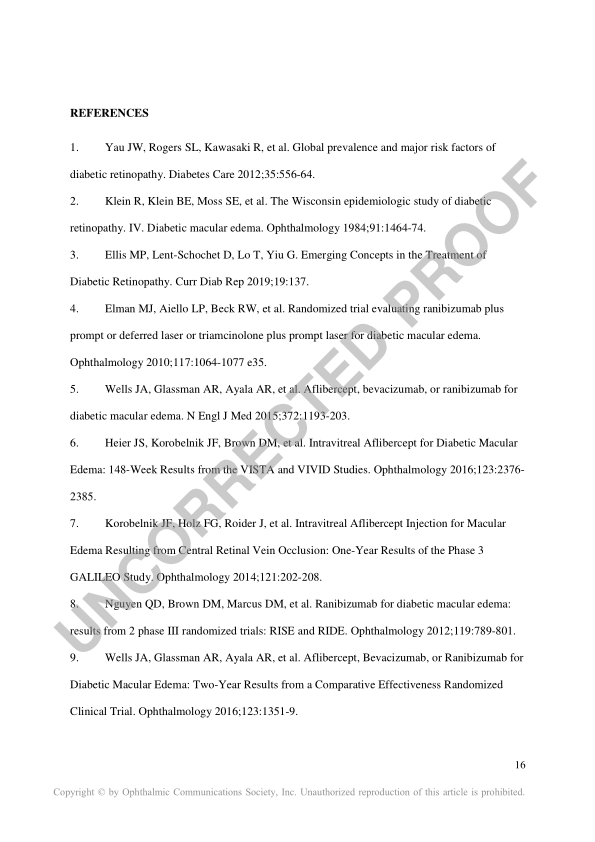 REFERENCES
1. Yau JW, Rogers SL, Kawasaki R, et al. Global prevalence and major risk factors of
diabetic retinopathy. Diabetes Care 2012;35:556-64.
2. Klein R, Klein BE, Moss SE, et al. The Wisconsin epidemiologic study of diabetic
retinopathy. IV. Diabetic macular edema. Ophthalmology 1984;91:1464-74.
3. Ellis MP, Lent-Schochet D, Lo T, Yiu G. Emerging Concepts in the Treatment of
Diabetic Retinopathy. Curr Diab Rep 2019;19:137.
4. Elman MJ, Aiello LP, Beck RW, et al. Randomized trial evaluating ranibizumab plus
prompt or deferred laser or triamcinolone plus prompt laser for diabetic macular edema.
Ophthalmology 2010;117:1064-1077 e35.
5. Wells JA, Glassman AR, Ayala AR, et al. Aflibercept, bevacizumab, or ranibizumab for
diabetic macular edema. N Engl J Med 2015;372:1193-203.
6. Heier JS, Korobelnik JF, Brown DM, et al. Intravitreal Aflibercept for Diabetic Macular
Edema: 148-Week Results from the VISTA and VIVID Studies. Ophthalmology 2016;123:2376-
2385.
7. Korobelnik JF, Holz FG, Roider J, et al. Intravitreal Aflibercept Injection for Macular
Edema Resulting from Central Retinal Vein Occlusion: One-Year Results of the Phase 3
GALILEO Study. Ophthalmology 2014;121:202-208.
8. Nguyen QD, Brown DM, Marcus DM, et al. Ranibizumab for diabetic macular edema:
results from 2 phase III randomized trials: RISE and RIDE. Ophthalmology 2012;119:789-801.
9. Wells JA, Glassman AR, Ayala AR, et al. Aflibercept, Bevacizumab, or Ranibizumab for
Diabetic Macular Edema: Two-Year Results from a Comparative Effectiveness Randomized
Clinical Trial. Ophthalmology 2016;123:1351-9.
UNCORRECTED PROOF
16
Copyright © by Ophthalmic Communications Society, Inc. Unauthorized reproduction of this article is prohibited.